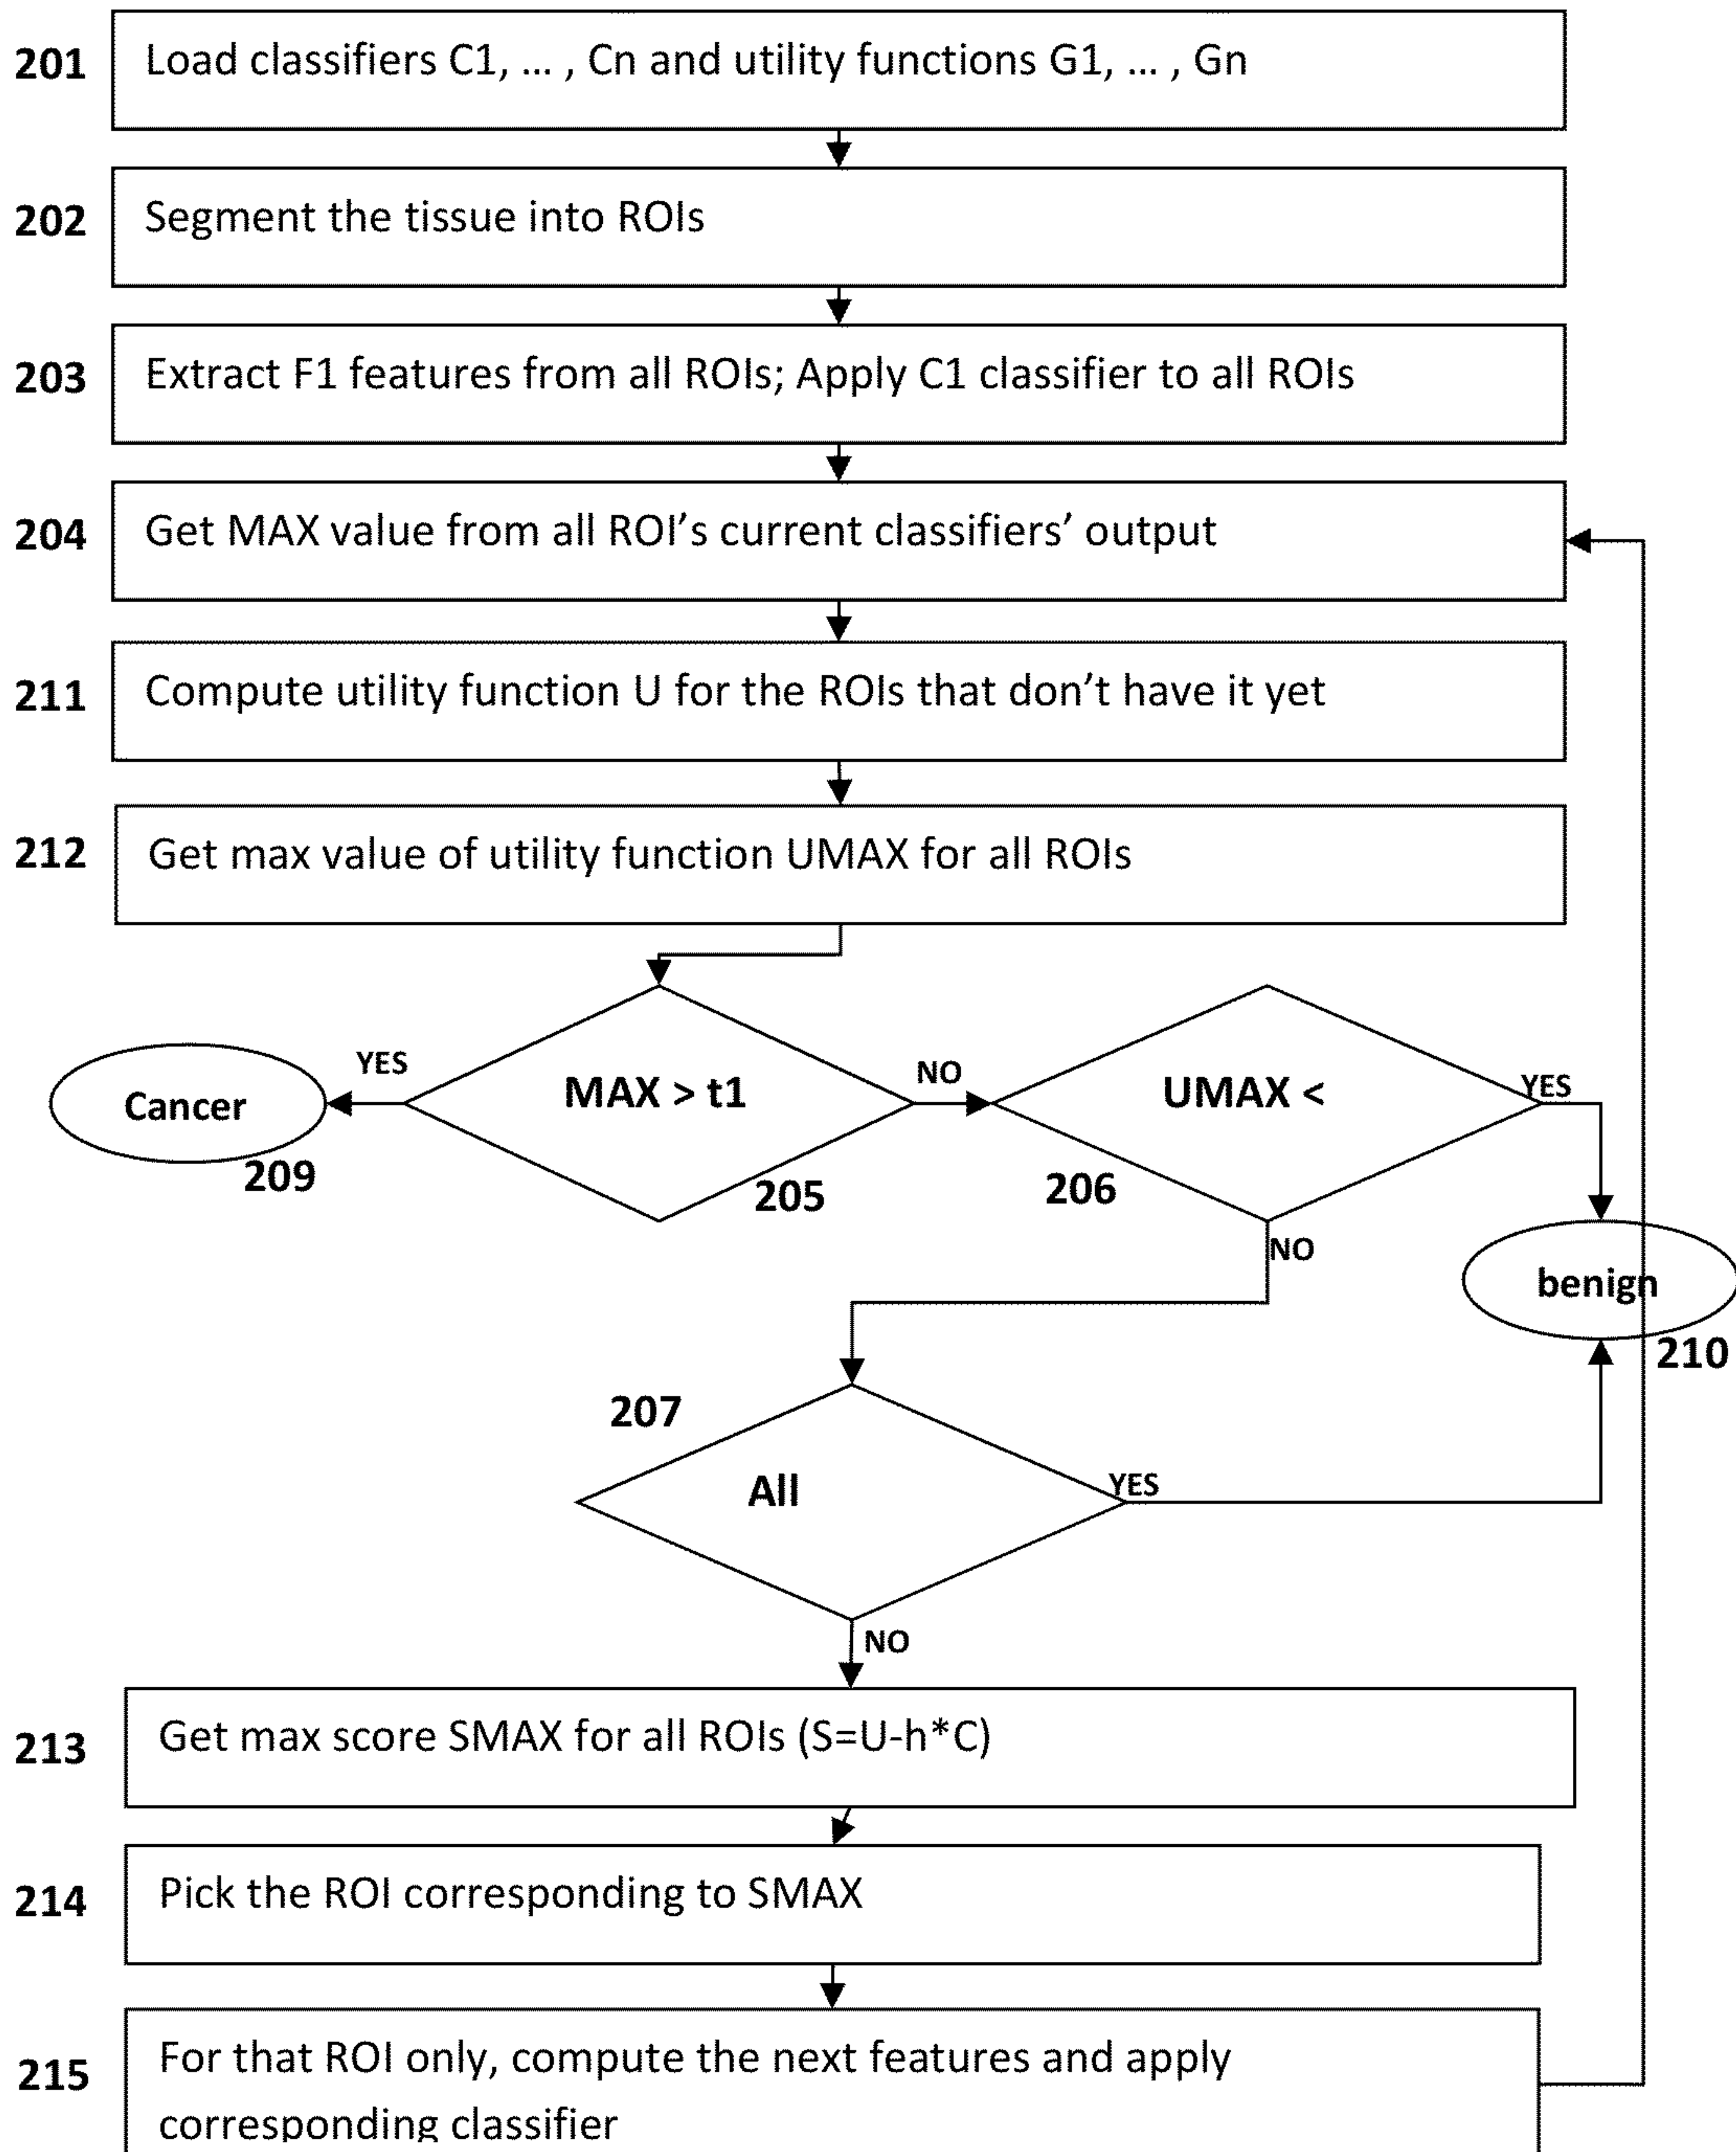 201
Load classifiers C1, ... , Cn and utility functions G1, ... , Gn
202
Segment the tissue into ROIs
203
Extract F1 features from all ROIs; Apply C1 classifier to all ROIs
204
Get MAX value from all ROI's current classifiers' output
211
Compute utility function U for the ROIs that don't have it yet
212
Get max value of utility function UMAX for all ROIs
YES
NO
YES
Cancer
MAX > t1
UMAX <
209
205
206
NO
benign
210
207
All
YES
NO
213
Get max score SMAX for all ROIs (S=U-h*C)
214
Pick the ROI corresponding to SMAX
215
For that ROI only, compute the next features and apply
corresponding classifier